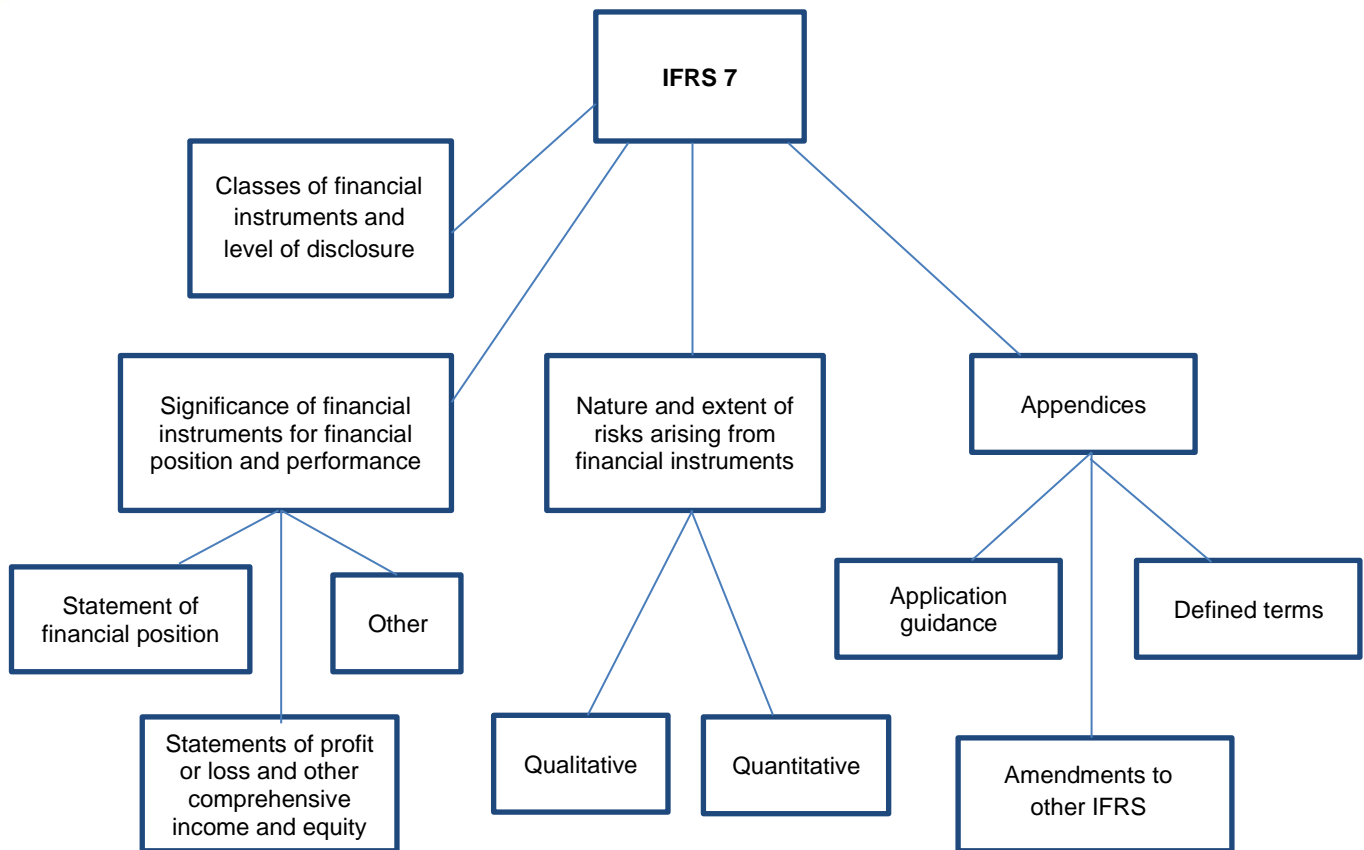 IFRS 7
Classes of financial
instruments and
level of disclosure
Significance of financial
instruments for financial
position and performance
Nature and extent of
risks arising from
financial instruments
Appendices
Statement of
financial position
Other
Application
guidance
Defined terms
Statements of profit
or loss and other
comprehensive
income and equity
Qualitative
Quantitative
Amendments to
other IFRS